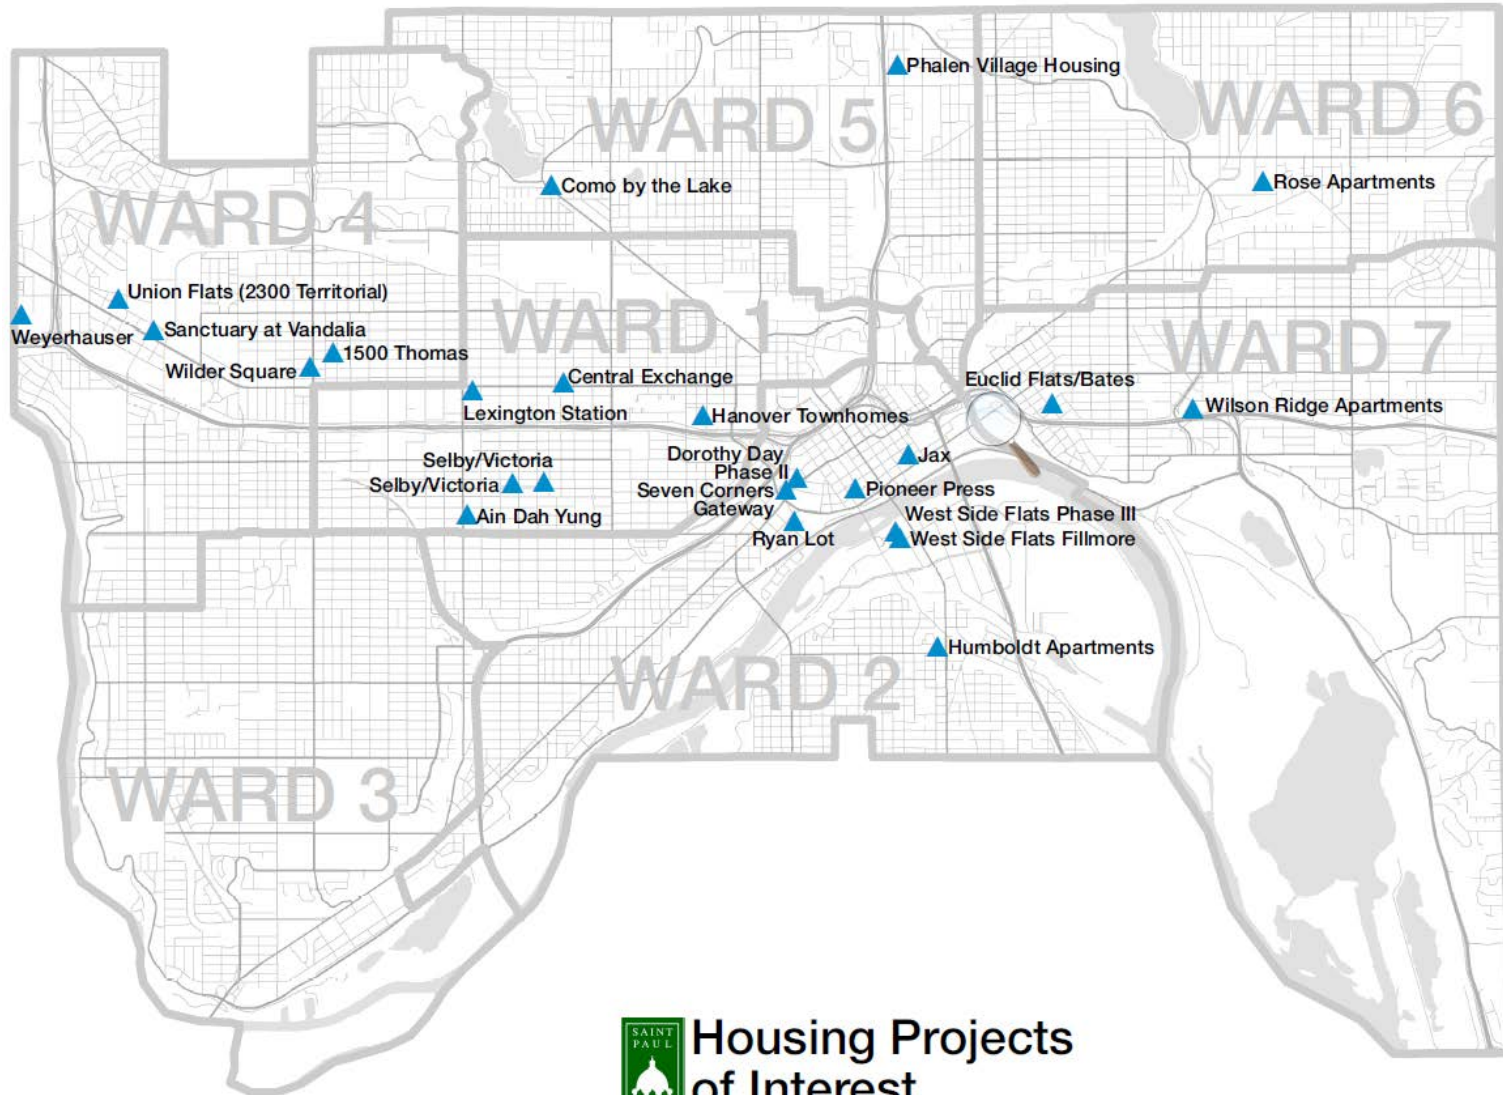 Phalen Village Housing
WARD 5
WARD 6
Como by the Lake
Rose Apartments
WARD 4
Union Flats (2300 Territorial)
Weyerhauser
Sanctuary at Vandalia
1500 Thomas
Wilder Square
WARD 1
Central Exchange
Lexington Station
Hanover Townhomes
WARD 7
Euclid Flats/Bates
Wilson Ridge Apartments
Selby/Victoria
Selby/Victoria
Ain Dah Yung
Dorothy Day
Phase II
Seven Corners
Gateway
Ryan Lot
Jax
Pioneer Press
West Side Flats Phase III
West Side Flats Fillmore
Humboldt Apartments
WARD 2
WARD 3
SAINT
PAUL
Housing Projects
of Interest